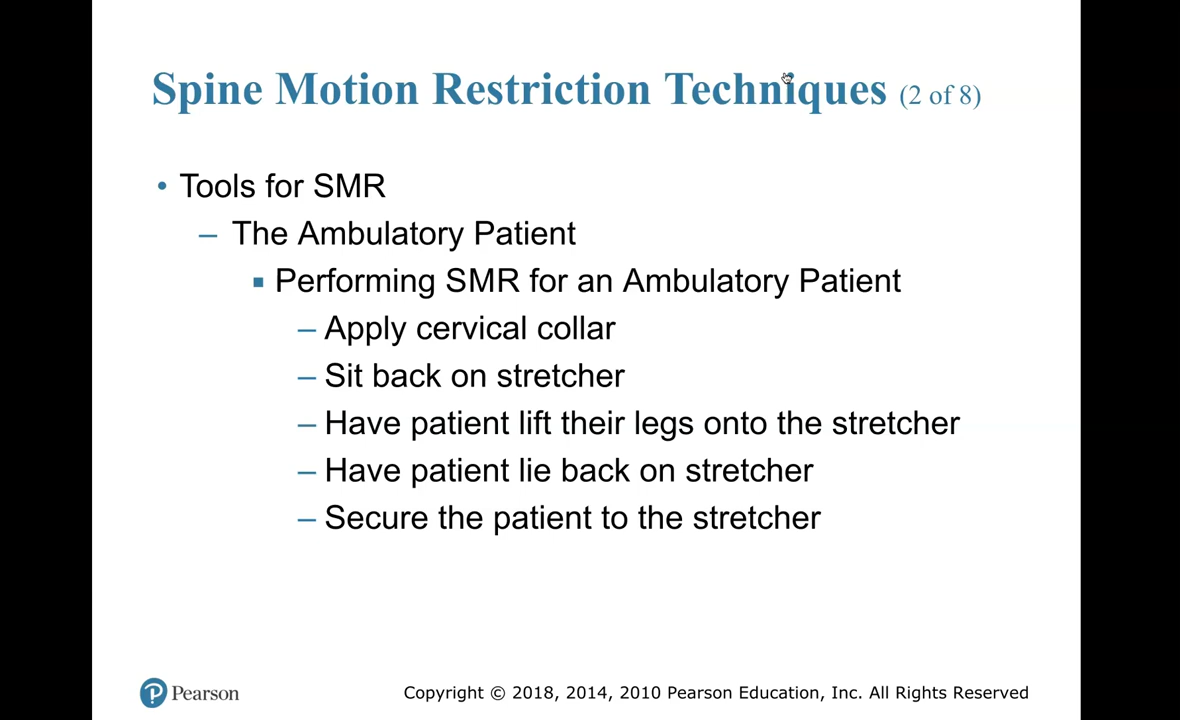 Spine Motion Restriction Techniques (2 of 8)
• Tools for SMR
– The Ambulatory Patient
▪ Performing SMR for an Ambulatory Patient
– Apply cervical collar
– Sit back on stretcher
– Have patient lift their legs onto the stretcher
– Have patient lie back on stretcher
– Secure the patient to the stretcher
P Pearson
Copyright © 2018, 2014, 2010 Pearson Education, Inc. All Rights Reserved